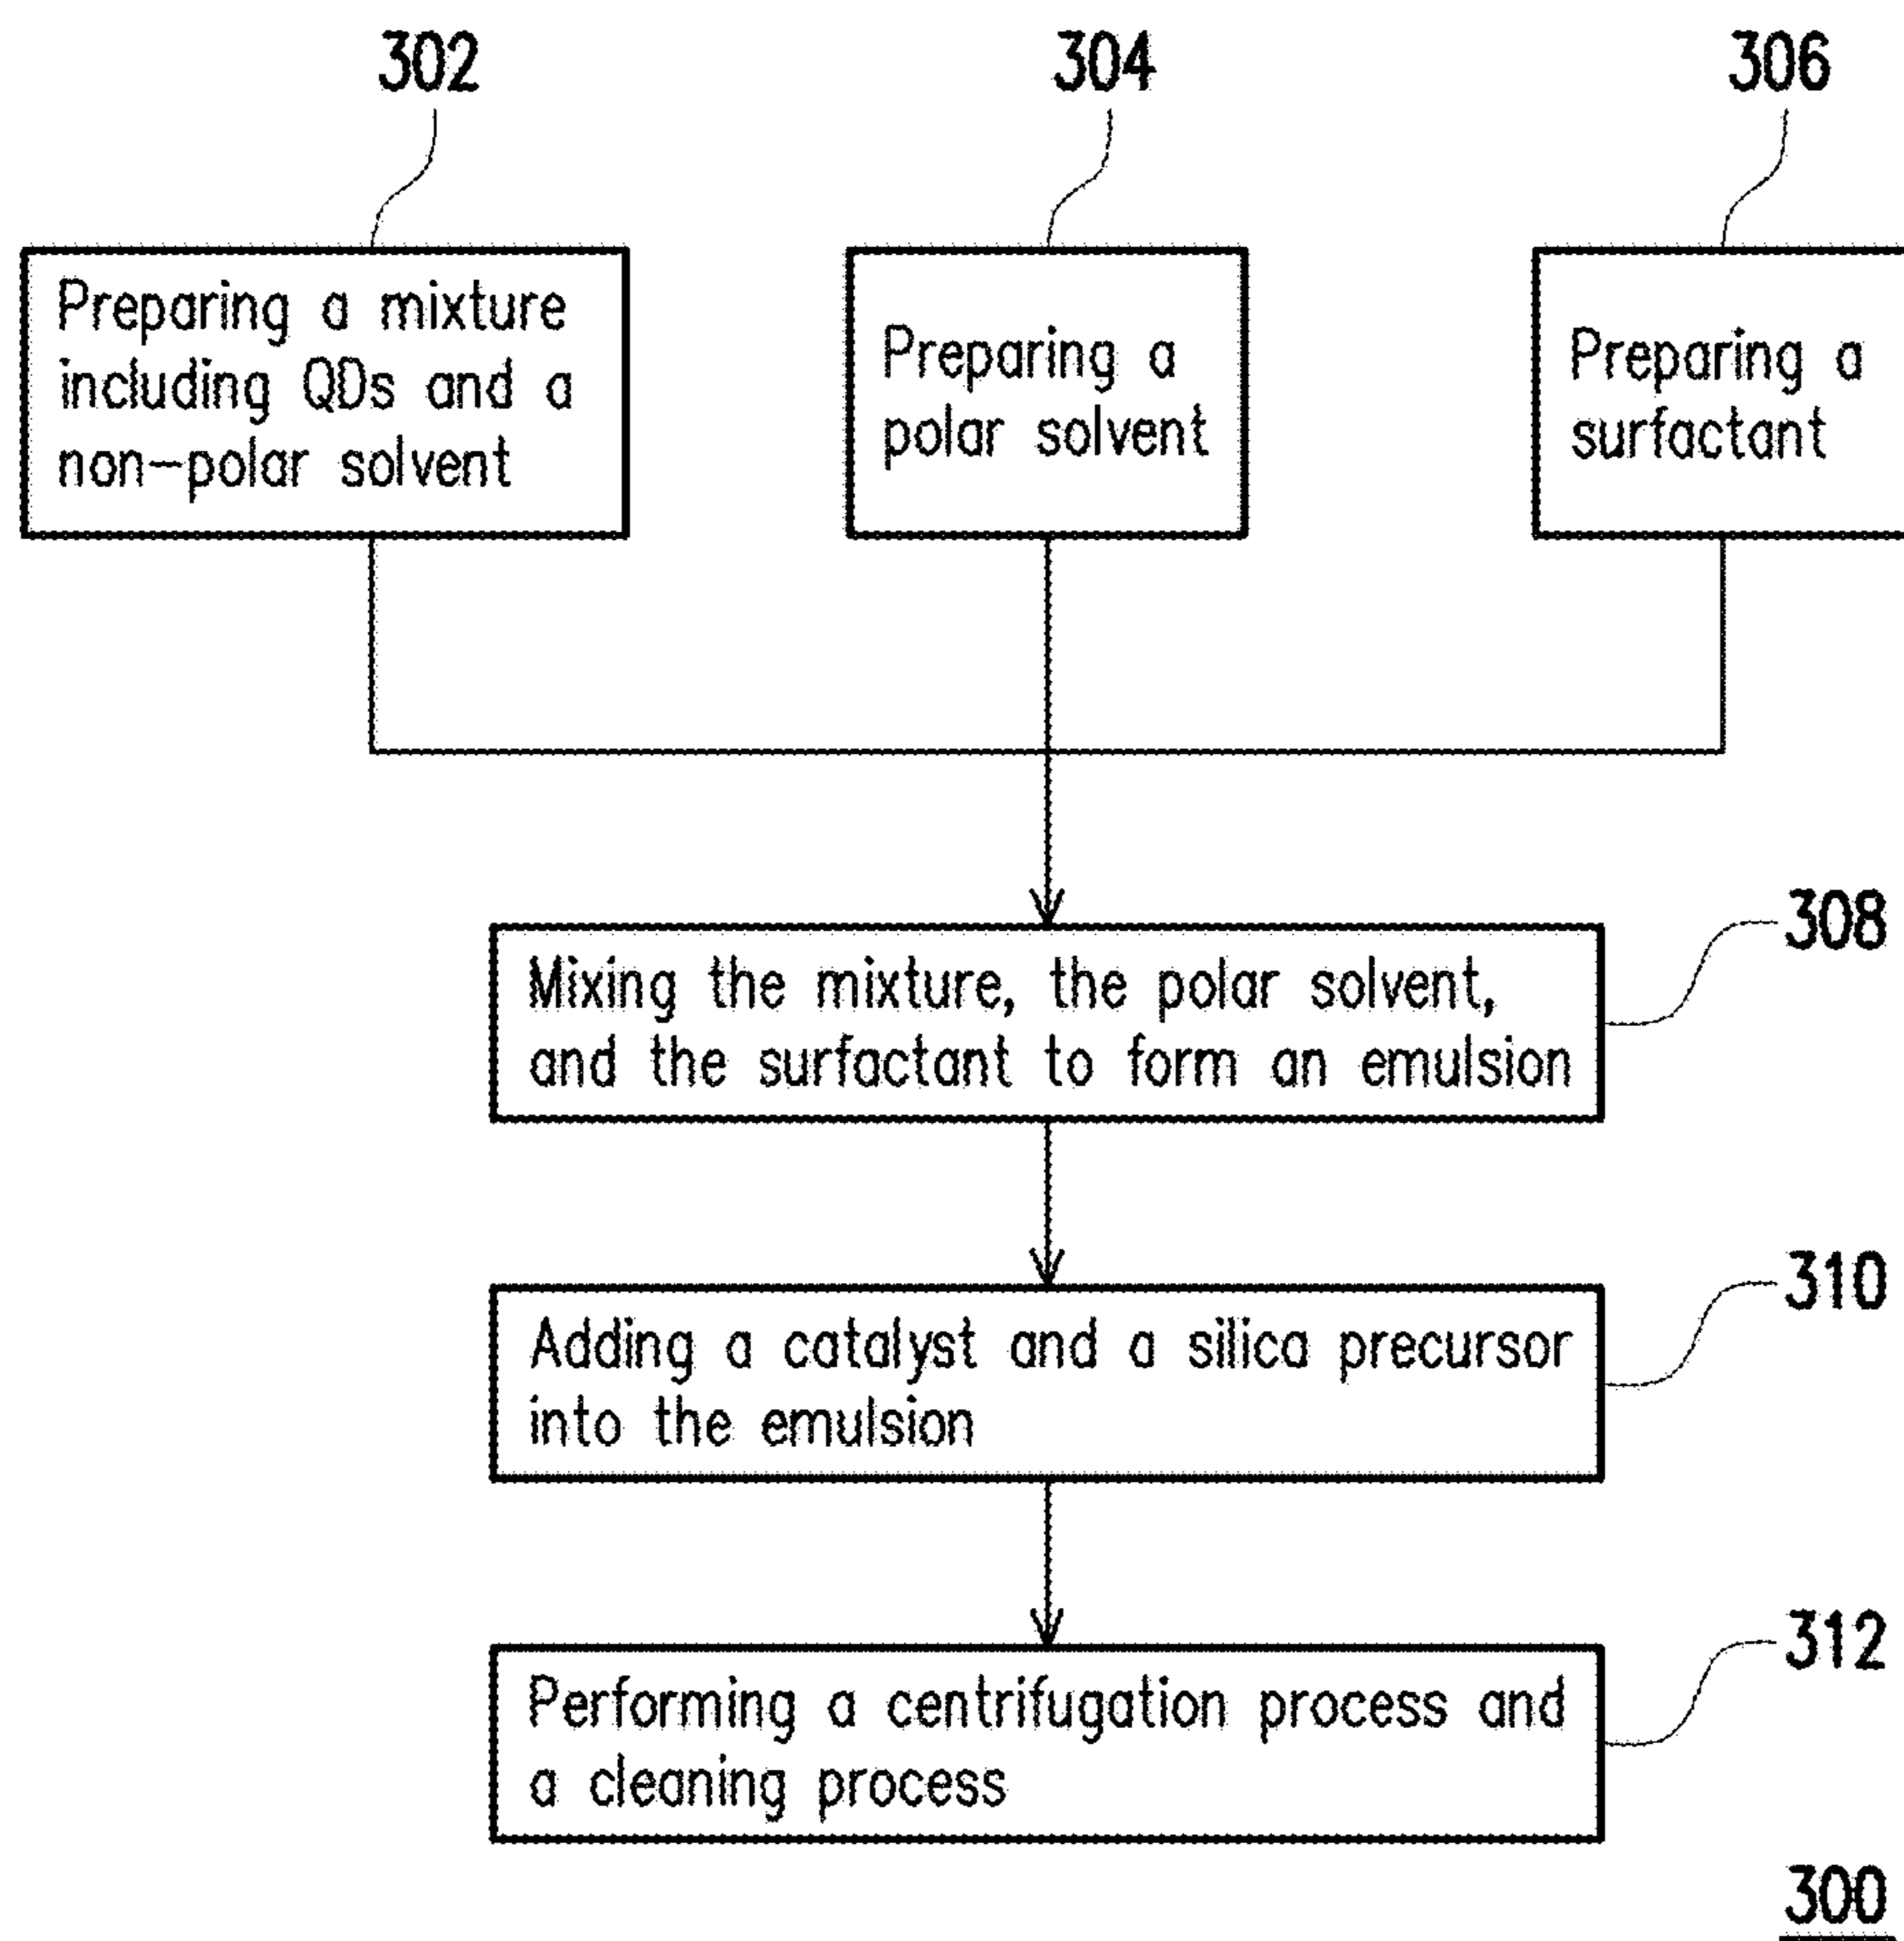 302
304
306
Preparing a mixture
including QDs and a
non-polar solvent
Preparing a
polar solvent
Preparing a
surfactant
308
Mixing the mixture, the polar solvent,
and the surfactant to form an emulsion
310
Adding a catalyst and a silica precursor
into the emulsion
312
Performing a centrifugation process and
a cleaning process
300